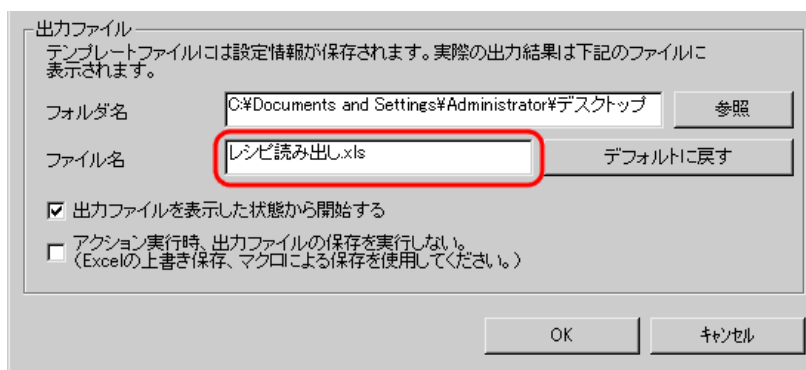 出力ファイル
テンプレートファイルには設定情報が保存されます。実際の出力結果は下記のファイルに
表示されます。
フォルダ名 C:¥Documents and Settings¥Administrator¥デスクトップ 参照
ファイル名 レシピ読み出し.xls デフォルトに戻す
出力ファイルを表示した状態から開始する
アクション実行時、出力ファイルの保存を実行しない。
(Excelの上書き保存、マクロによる保存を使用してください。)
OK キャンセル